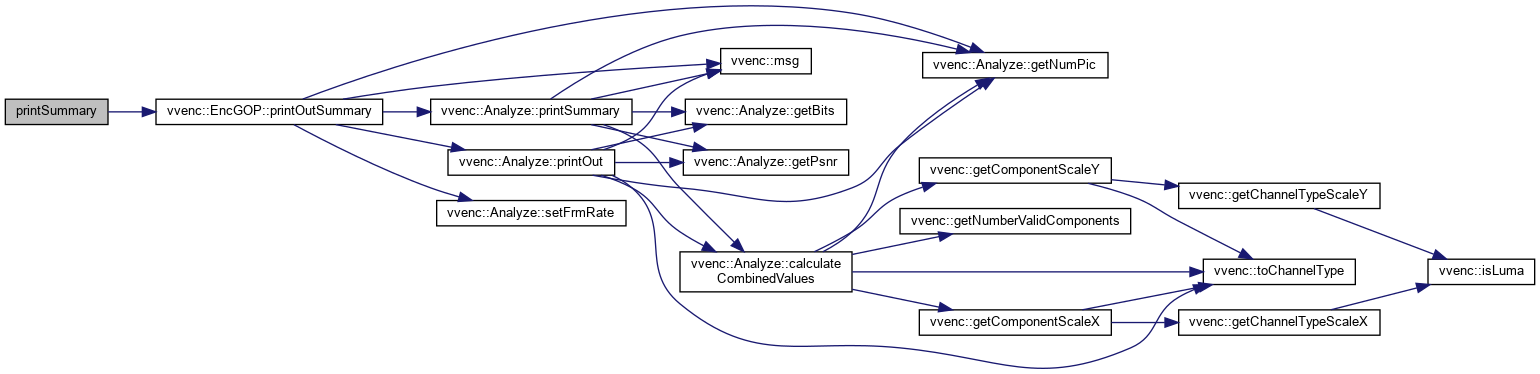 printSummary
vvenc::EncGOP::printOutSummary
vvenc::msg
vvenc::Analyze::getNumPic
vvenc::Analyze::printSummary
vvenc::Analyze::getBits
vvenc::Analyze::printOut
vvenc::Analyze::getPsnr
vvenc::Analyze::setFrmRate
vvenc::Analyze::calculate
CombinedValues
vvenc::getComponentScaleY
vvenc::getNumberValidComponents
vvenc::getComponentScaleX
vvenc::getChannelTypeScaleY
vvenc::toChannelType
vvenc::getChannelTypeScaleX
vvenc::isLuma